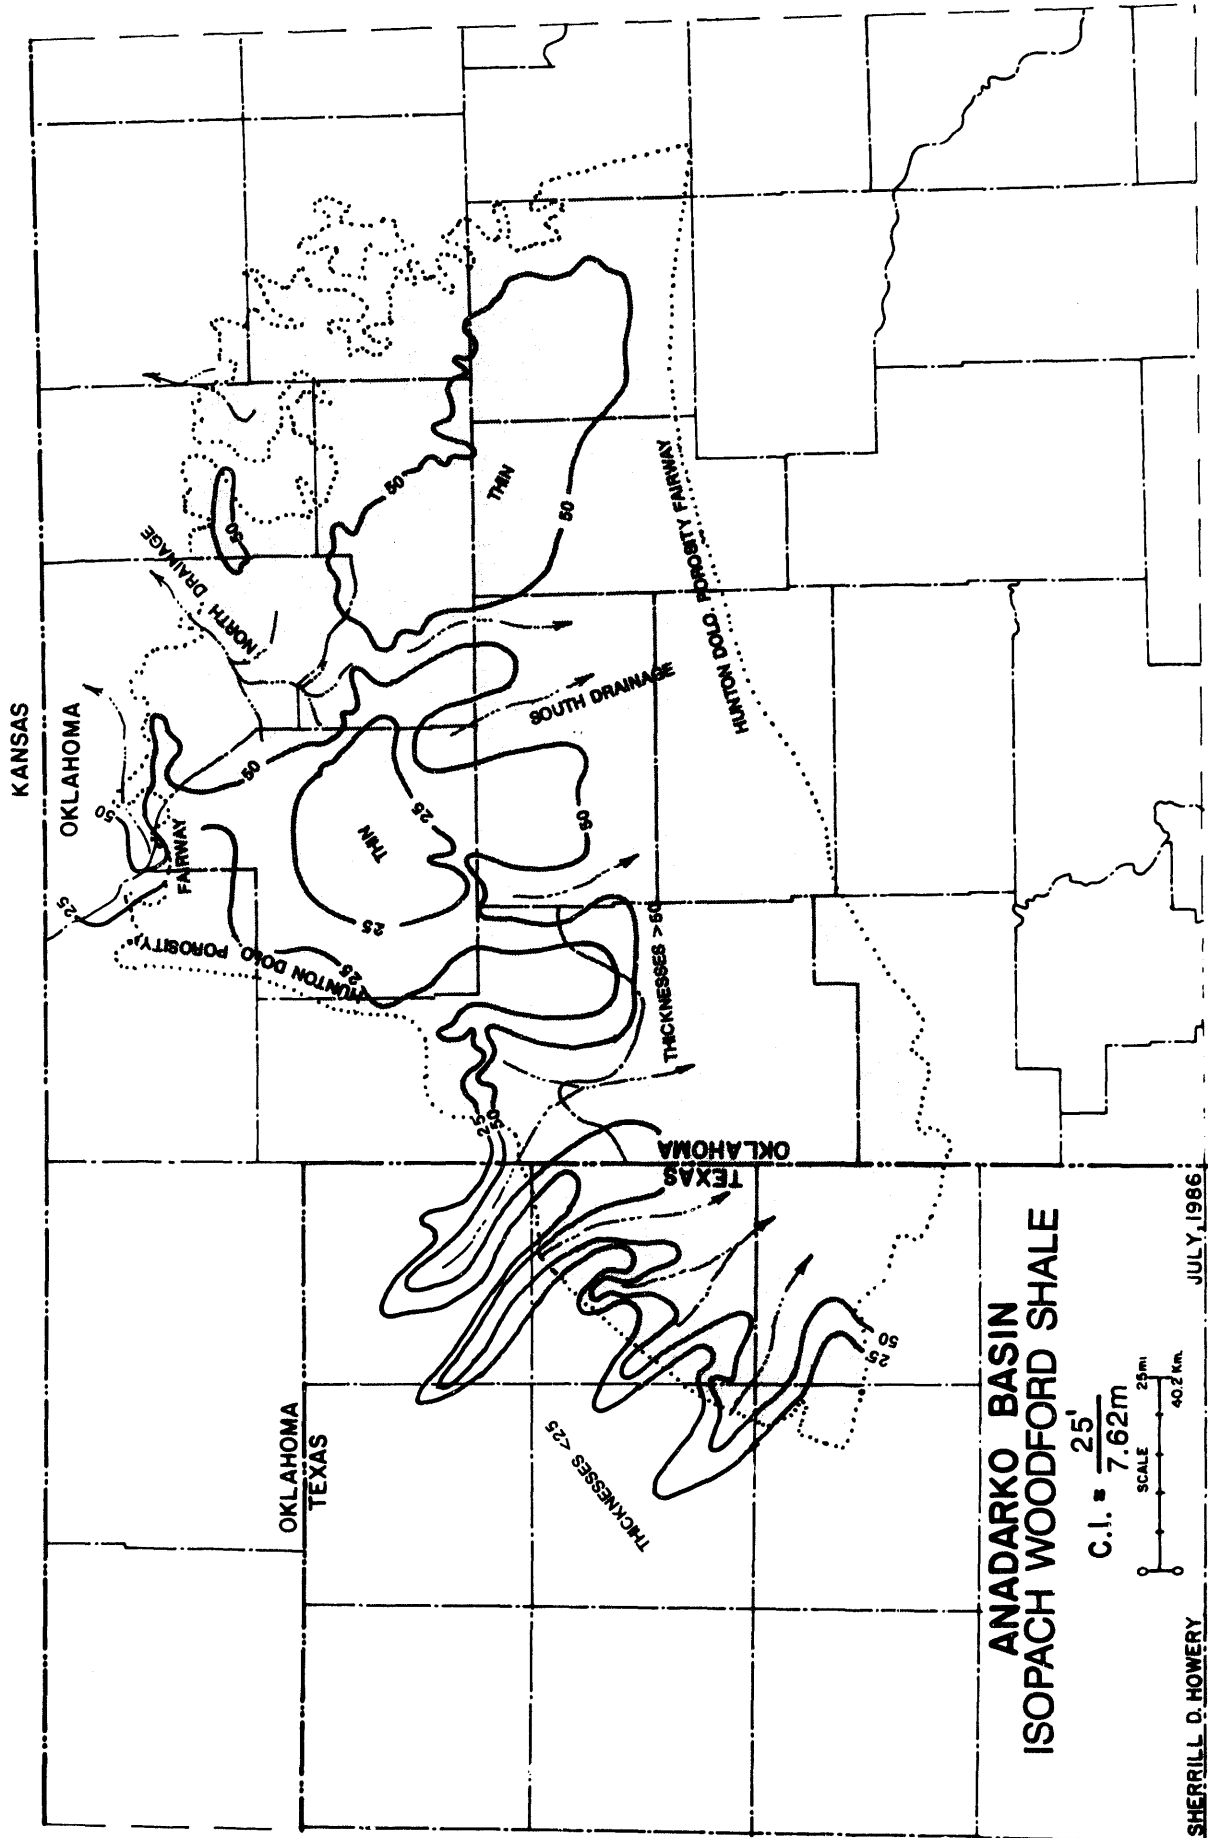 KANSAS
OKLAHOMA
25
50
FAIRWAY
HUNTON DOLO POROSITY
25
50
THIN
25
25
50
NORTH DRAINAGE
50
50
THIN
50
SOUTH DRAINAGE
HUNTON DOLO POROSITY FAIRWAY
THICKNESSES >50
25
50
OKLAHOMA
TEXAS
OKLAHOMA
TEXAS
THICKNESSES <25
50
25
ANADARKO BASIN
ISOPACH WOODFORD SHALE
C.I. = 25'
7.62m
SCALE 25mi
40.2 Km.
SHERRILL D. HOWERY JULY, 1986